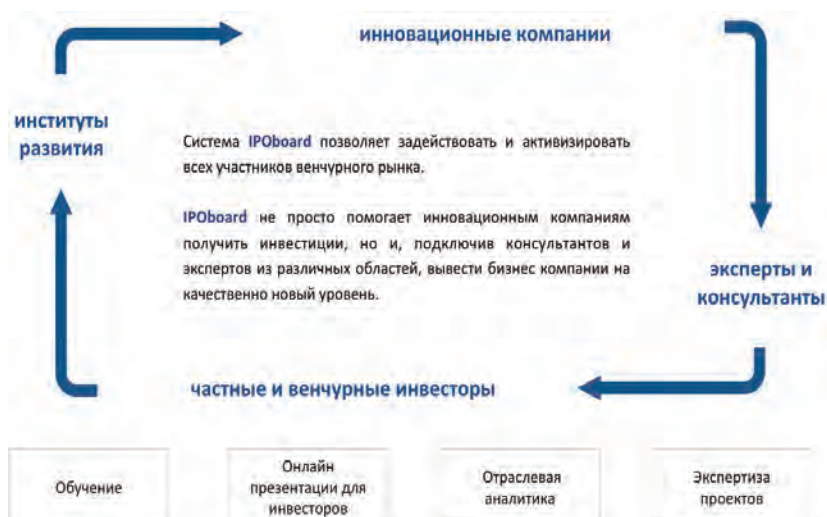 инновационные компании
институты
развития
Система IPOboard позволяет задействовать и активизировать
всех участников венчурного рынка.
IPOboard не просто помогает инновационным компаниям
получить инвестиции, но и, подключив консультантов и
экспертов из различных областей, вывести бизнес компании на
качественно новый уровень.
эксперты и
консультанты
частные и венчурные инвесторы
Обучение
Онлайн
презентации для
инвесторов
Отраслевая
аналитика
Экспертиза
проектов